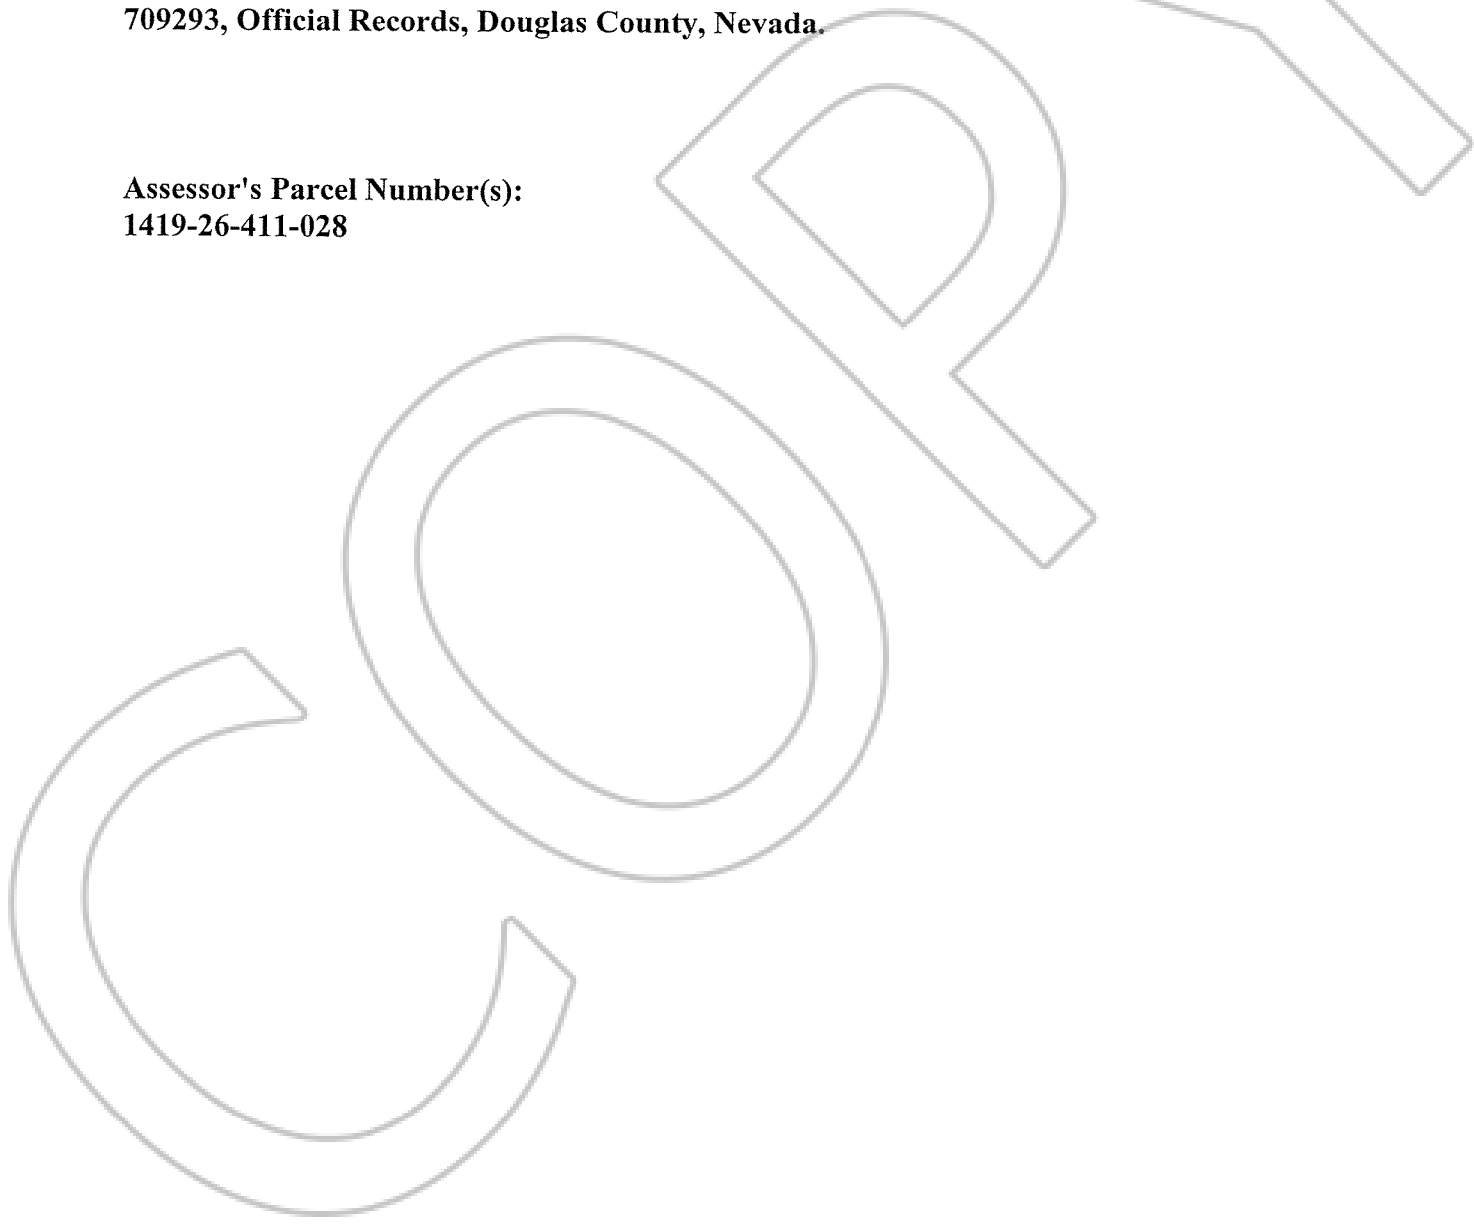 709293, Official Records, Douglas County, Nevada.
Assessor's Parcel Number(s):
1419-26-411-028
COPY